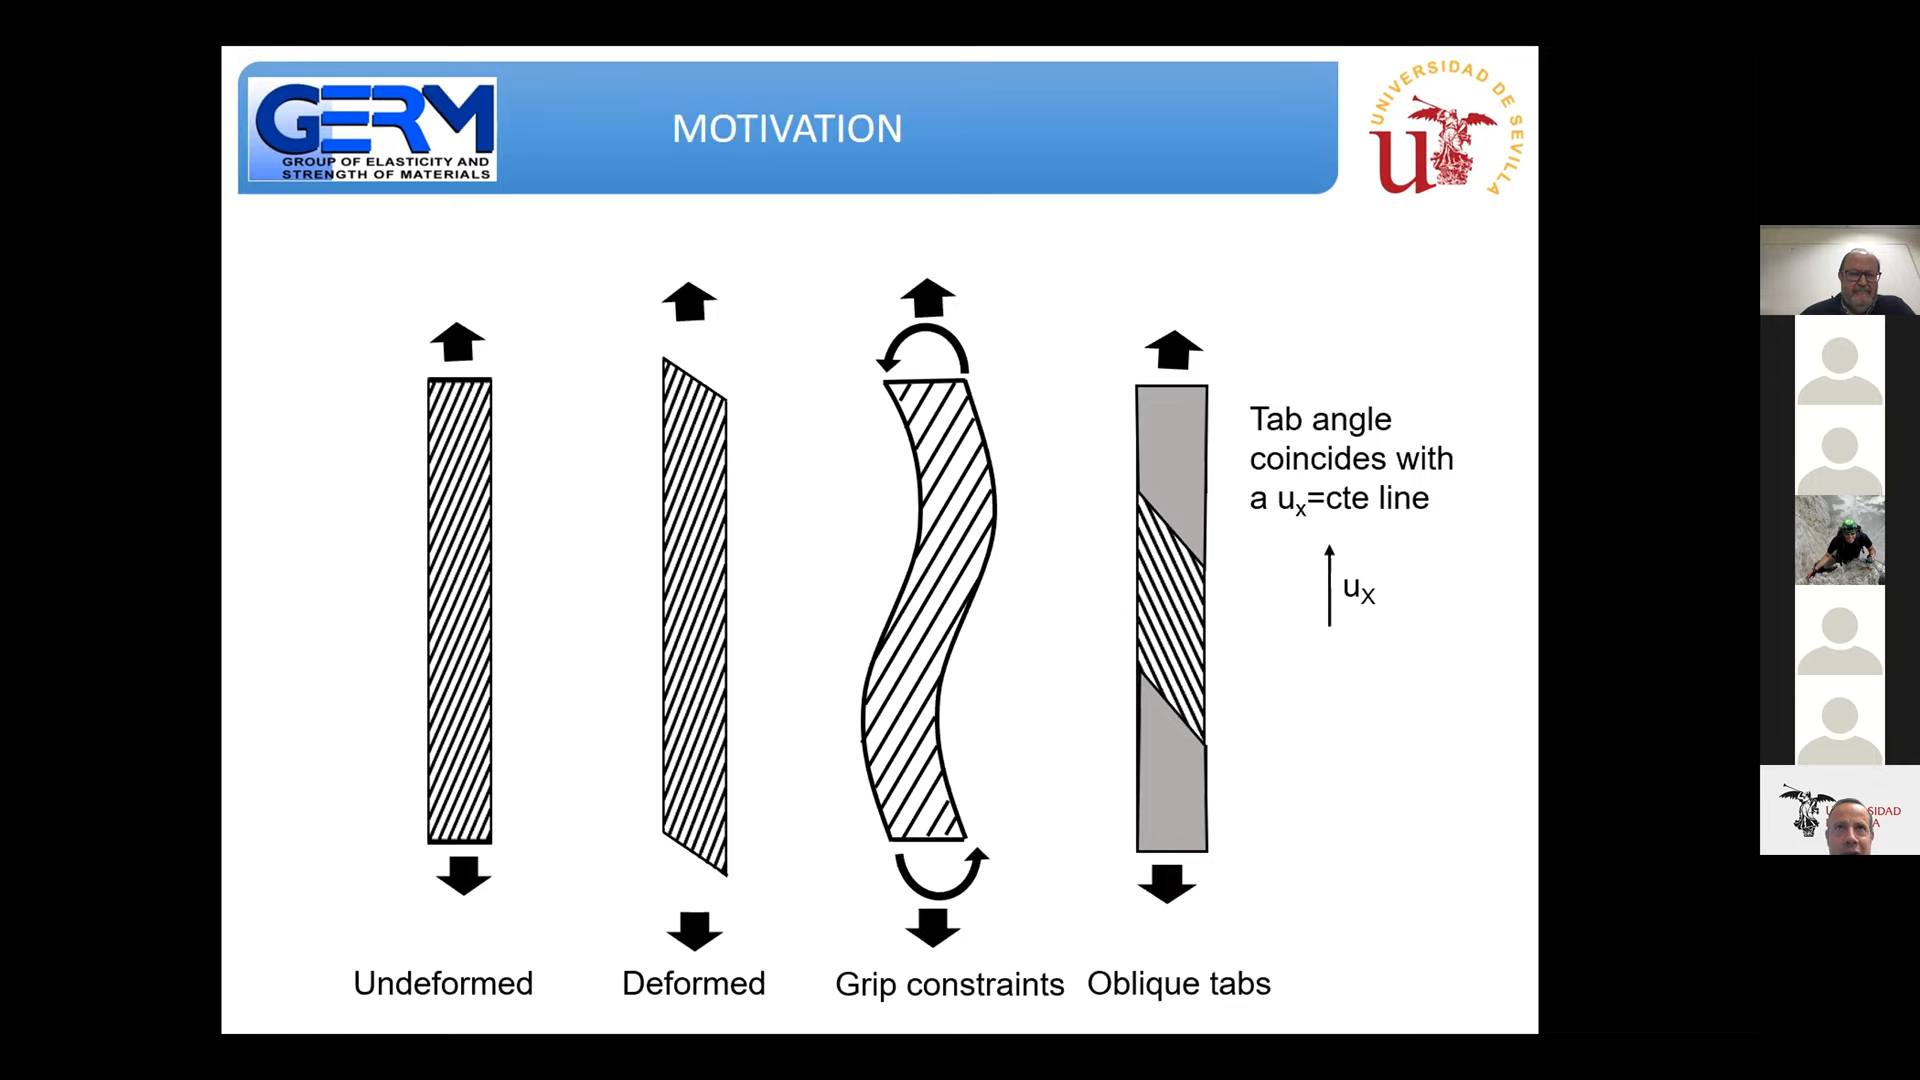 GERM
GROUP OF ELASTICITY AND
STRENGTH OF MATERIALS
MOTIVATION
UNIVERSIDAD DE SEVILLA
u
Tab angle
coincides with
a uₓ=cte line
uX
Undeformed
Deformed
Grip constraints
Oblique tabs